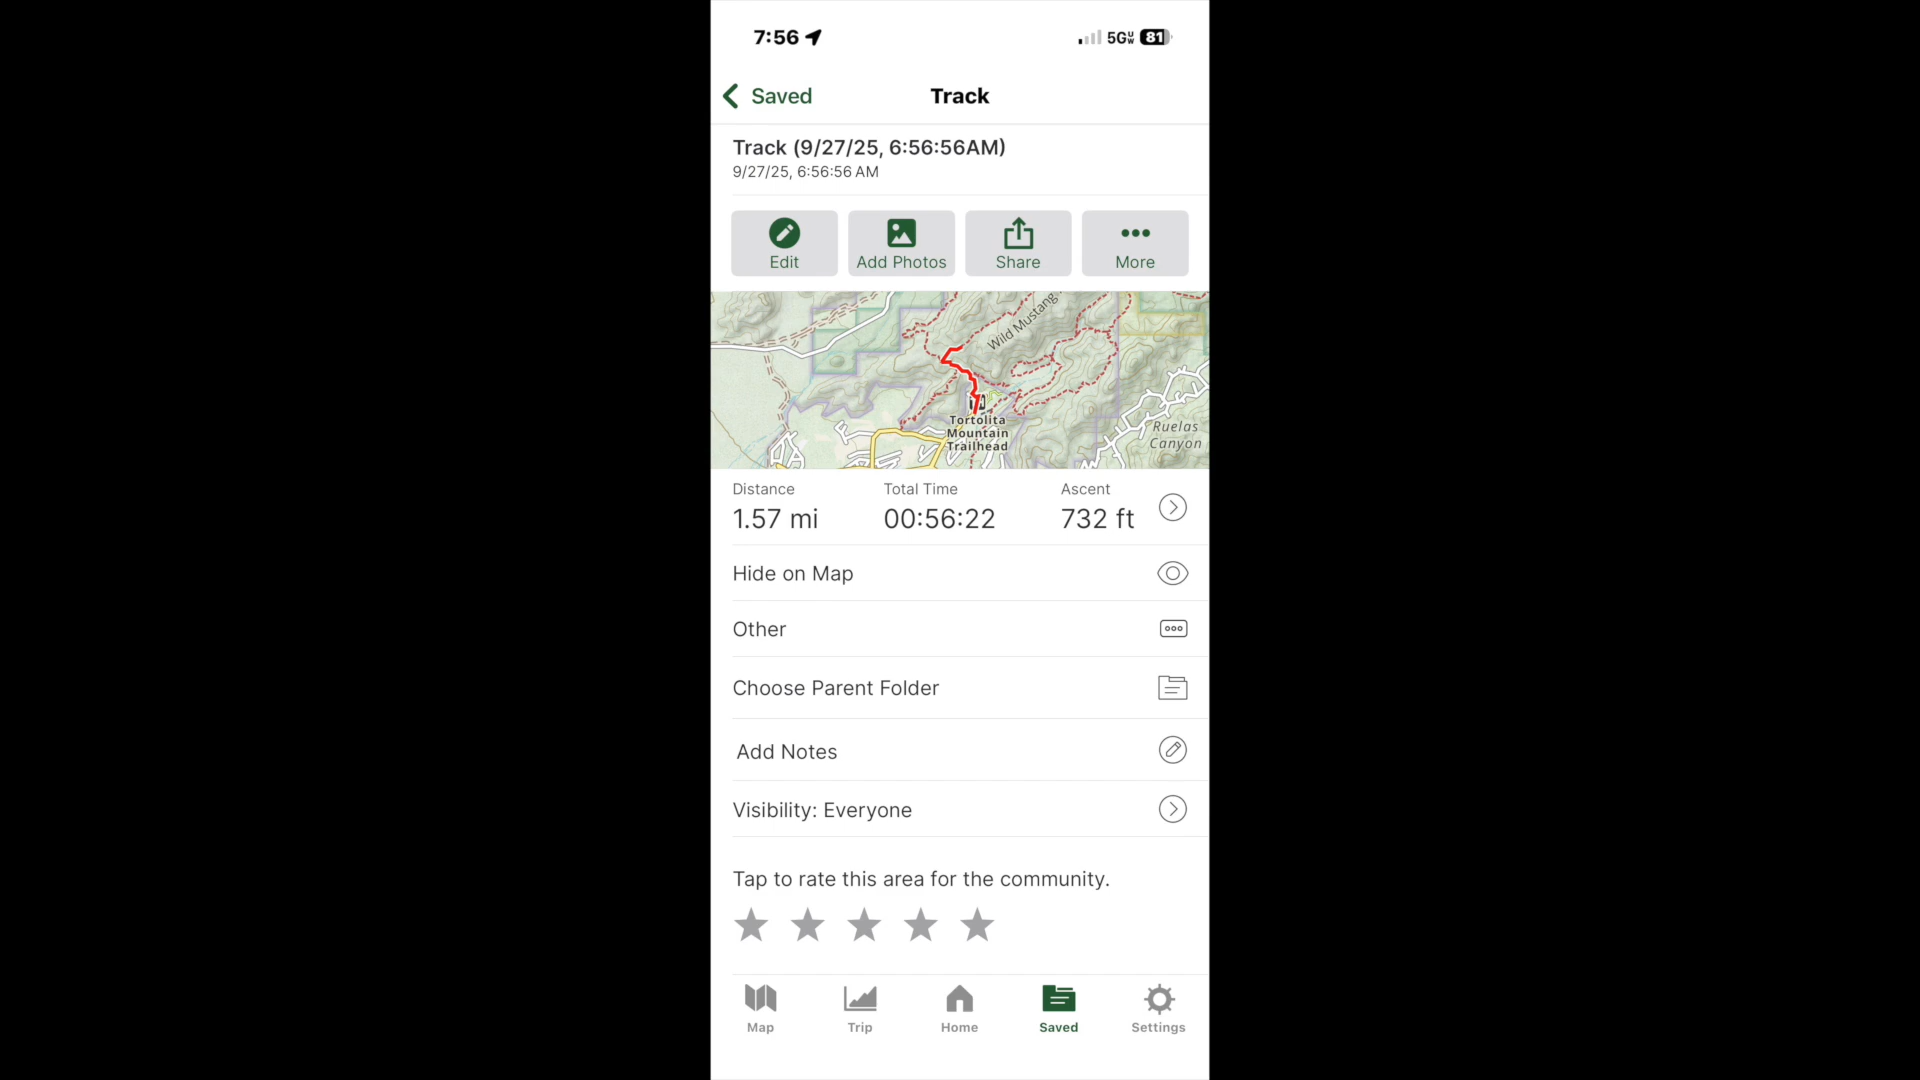 7:56
5G UW 81
Saved
Track
Track (9/27/25, 6:56:56AM)
9/27/25, 6:56:56 AM
Edit
Add Photos
Share
More
Wild Mustang
Tortolita
Mountain
Trailhead
Ruelas
Canyon
Distance
Total Time
Ascent
1.57 mi
00:56:22
732 ft
Hide on Map
Other
Choose Parent Folder
Add Notes
Visibility: Everyone
Tap to rate this area for the community.
Map
Trip
Home
Saved
Settings